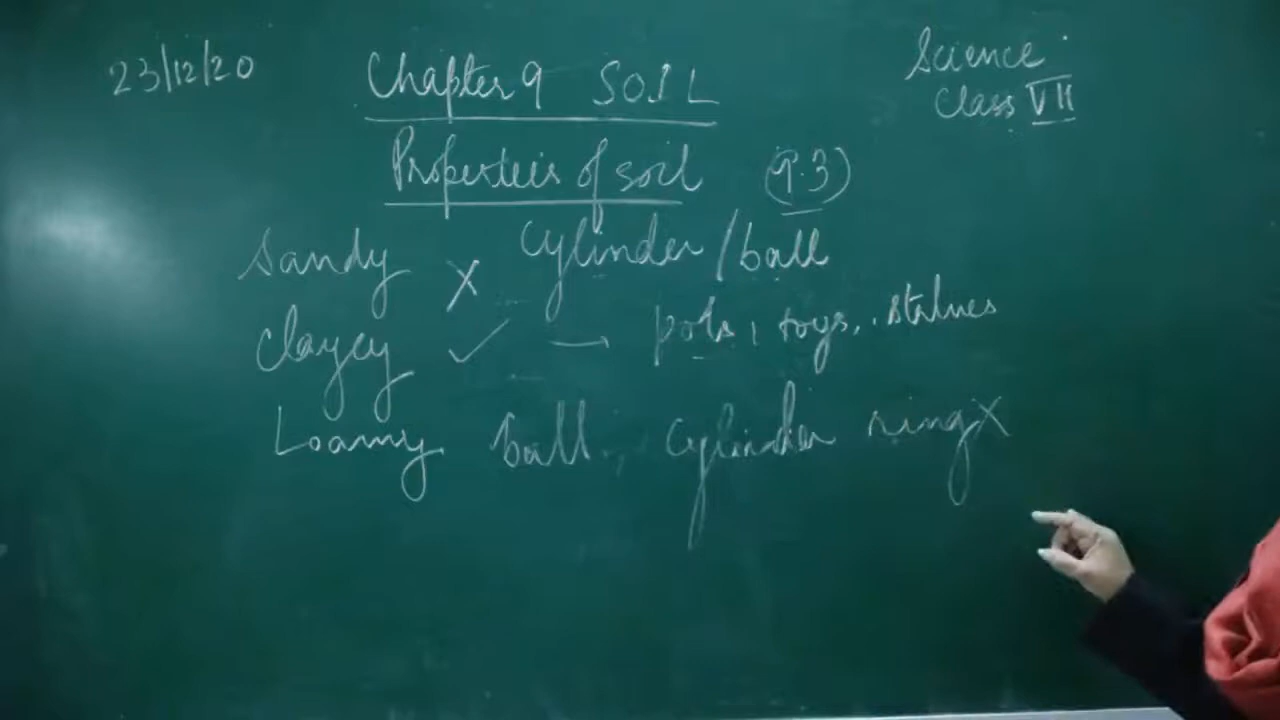 23/12/20
Chapter 9 SOIL
Science
Class VII
Properties of soil (P.3)
Sandy X Cylinder / ball
Clayey ✓ → pots, toys, statues
Loamy ball, cylinder ring X